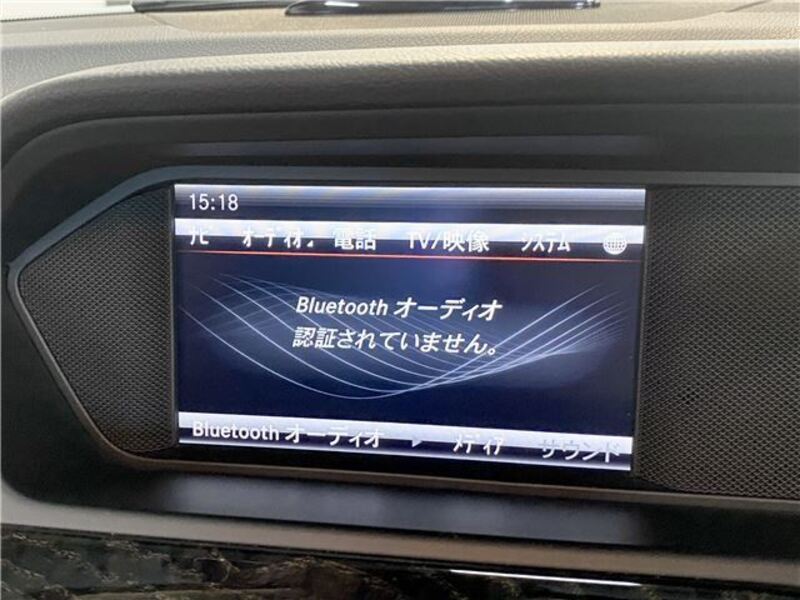 15:18
ナビ オーディオ 電話 TV/映像 システム
Bluetooth オーディオ
認証されていません。
Bluetooth オーディオ メディア サウンド